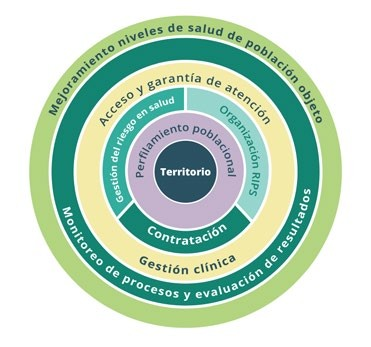 Mejoramiento niveles de salud de población objeto
Acceso y garantía de atención
Gestión del riesgo en salud
Organización RIPS
Perfilamiento poblacional
Territorio
Contratación
Gestión clínica
Monitoreo de procesos y evaluación de resultados